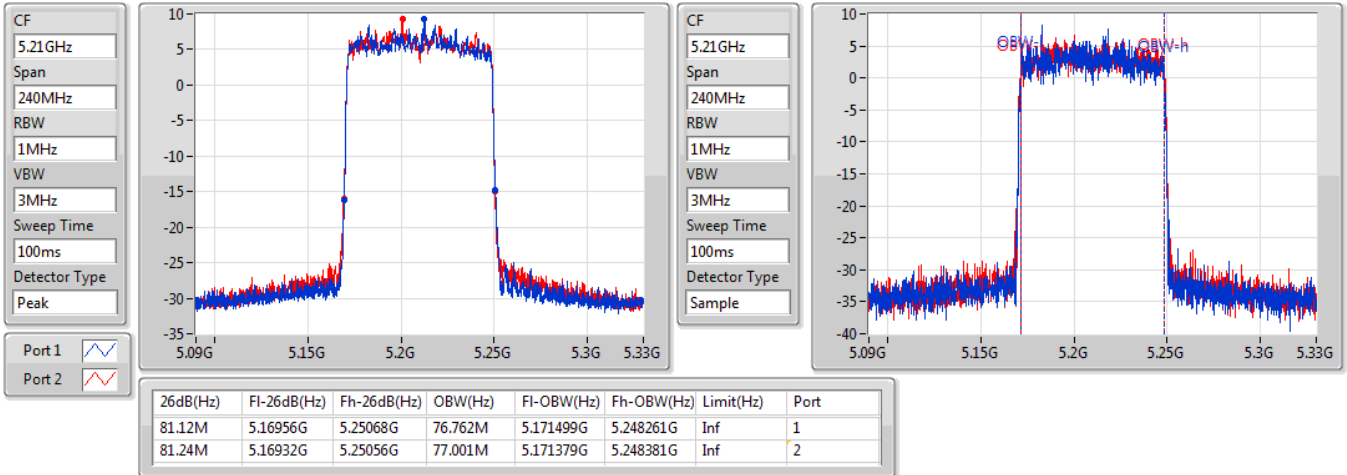 CF
5.21GHz
Span
240MHz
RBW
1MHz
VBW
3MHz
Sweep Time
100ms
Detector Type
Peak
Port 1
Port 2
10
5
0
-5
-10
-15
-20
-25
-30
-35
5.09G 5.15G 5.2G 5.25G 5.3G 5.33G
CF
5.21GHz
Span
240MHz
RBW
1MHz
VBW
3MHz
Sweep Time
100ms
Detector Type
Sample
10
5
0
-5
-10
-15
-20
-25
-30
-35
-40
OBW-l OBW-h
5.09G 5.15G 5.2G 5.25G 5.3G 5.33G
26dB(Hz) Fl-26dB(Hz) Fh-26dB(Hz) OBW(Hz) Fl-OBW(Hz) Fh-OBW(Hz) Limit(Hz) Port
81.12M 5.16956G 5.25068G 76.762M 5.171499G 5.248261G Inf 1
81.24M 5.16932G 5.25056G 77.001M 5.171379G 5.248381G Inf 2